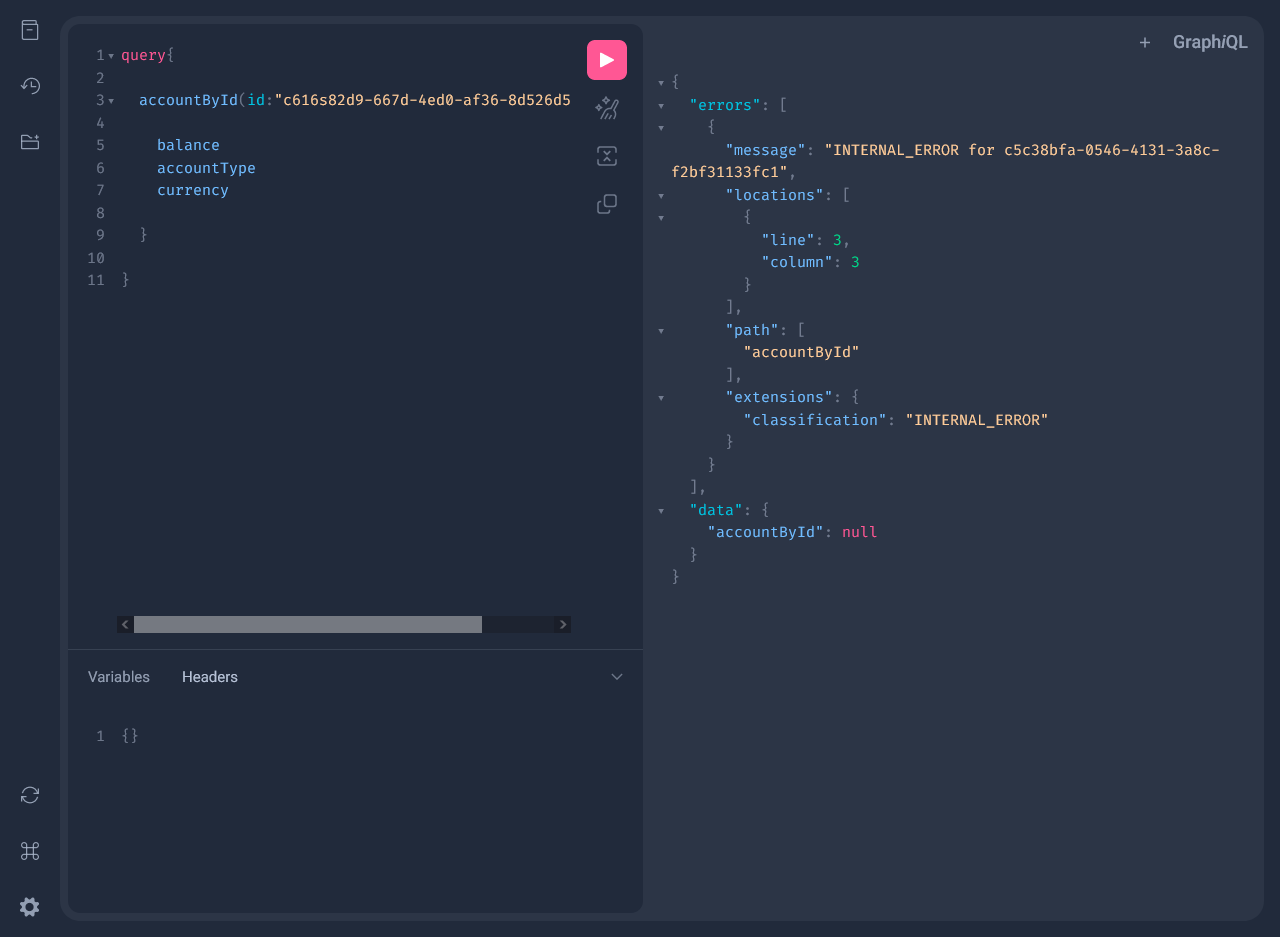 1 query{
2
3 accountById(id:"c616s82d9-667d-4ed0-af36-8d526d5
4
5 balance
6 accountType
7 currency
8
9 }
10
11 }
Variables Headers
1 {}
+ GraphiQL
{
"errors": [
{
"message": "INTERNAL_ERROR for c5c38bfa-0546-4131-3a8c-
f2bf31133fc1",
"locations": [
{
"line": 3,
"column": 3
}
],
"path": [
"accountById"
],
"extensions": {
"classification": "INTERNAL_ERROR"
}
}
],
"data": {
"accountById": null
}
}